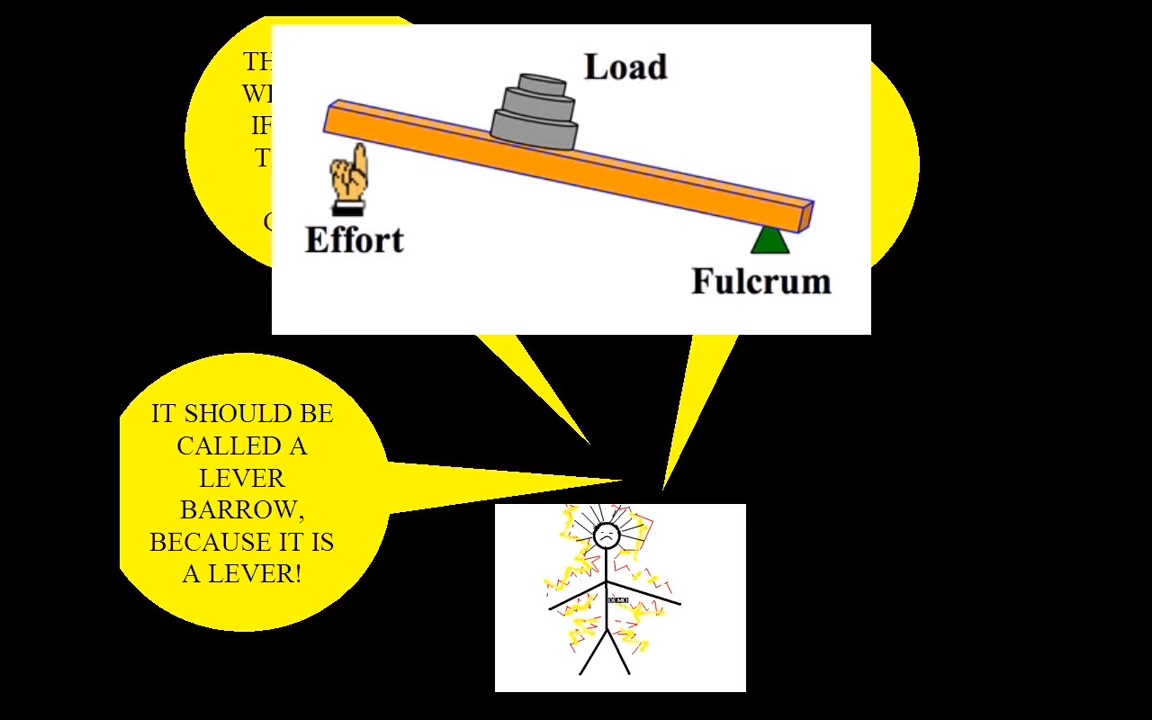 Load
Effort
Fulcrum
IT SHOULD BE
CALLED A
LEVER
BARROW,
BECAUSE IT IS
A LEVER!